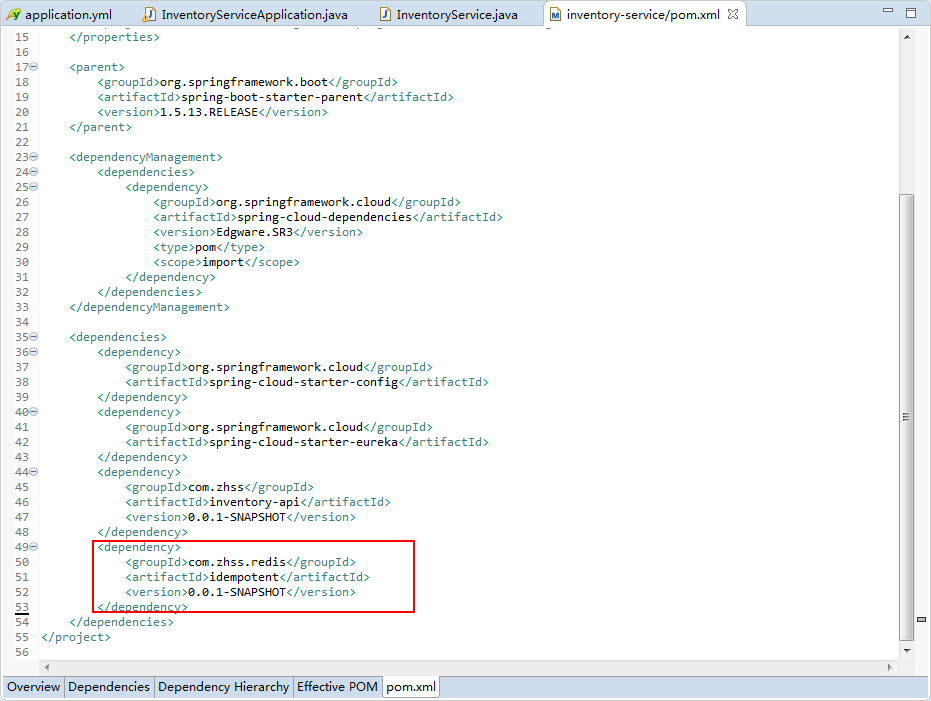 application.yml InventoryServiceApplication.java InventoryService.java inventory-service/pom.xml
15 </properties>
16
17 <parent>
18 <groupId>org.springframework.boot</groupId>
19 <artifactId>spring-boot-starter-parent</artifactId>
20 <version>1.5.13.RELEASE</version>
21 </parent>
22
23 <dependencyManagement>
24 <dependencies>
25 <dependency>
26 <groupId>org.springframework.cloud</groupId>
27 <artifactId>spring-cloud-dependencies</artifactId>
28 <version>Edgware.SR3</version>
29 <type>pom</type>
30 <scope>import</scope>
31 </dependency>
32 </dependencies>
33 </dependencyManagement>
34
35 <dependencies>
36 <dependency>
37 <groupId>org.springframework.cloud</groupId>
38 <artifactId>spring-cloud-starter-config</artifactId>
39 </dependency>
40 <dependency>
41 <groupId>org.springframework.cloud</groupId>
42 <artifactId>spring-cloud-starter-eureka</artifactId>
43 </dependency>
44 <dependency>
45 <groupId>com.zhss</groupId>
46 <artifactId>inventory-api</artifactId>
47 <version>0.0.1-SNAPSHOT</version>
48 </dependency>
49 <dependency>
50 <groupId>com.zhss.redis</groupId>
51 <artifactId>idempotent</artifactId>
52 <version>0.0.1-SNAPSHOT</version>
53 </dependency>
54 </dependencies>
55 </project>
56
Overview Dependencies Dependency Hierarchy Effective POM pom.xml